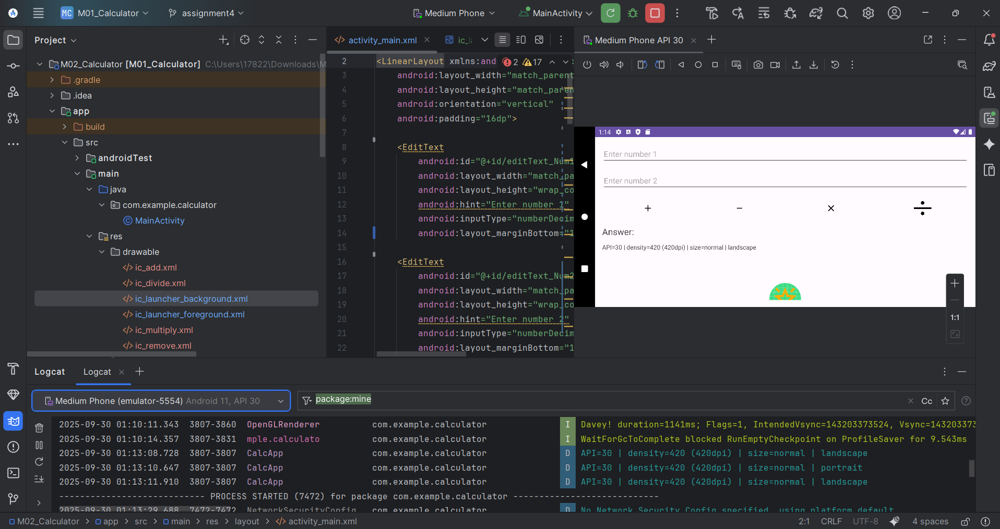 MC M01_Calculator assignment4 Medium Phone MainActivity
Project
M02_Calculator [M01_Calculator] C:\Users\17822\Downloads\M
.gradle
.idea
app
build
src
androidTest
main
java
com.example.calculator
MainActivity
res
drawable
ic_add.xml
ic_divide.xml
ic_launcher_background.xml
ic_launcher_foreground.xml
ic_multiply.xml
ic_remove.xml
activity_main.xml ic_l
2 <LinearLayout xmlns:and 2 17
3 android:layout_width="match_parent
4 android:layout_height="match_paren
5 android:orientation="vertical"
6 android:padding="16dp">
7
8 <EditText
9 android:id="@+id/editText_Num1
10 android:layout_width="match_pa
11 android:layout_height="wrap_co
12 android:hint="Enter number 1"
13 android:inputType="numberDecim
14 android:layout_marginBottom="1
15
16 <EditText
17 android:id="@+id/editText_Num2
18 android:layout_width="match_pa
19 android:layout_height="wrap_co
20 android:hint="Enter number 2"
21 android:inputType="numberDecim
22 android:layout_marginBottom="1
Medium Phone API 30
1:14
Enter number 1
Enter number 2
+ − × ÷
Answer:
API=30 | density=420 (420dpi) | size=normal | landscape
1:1
Logcat Logcat
Medium Phone (emulator-5554) Android 11, API 30 package:mine Cc
2025-09-30 01:10:11.343 3807-3860 OpenGLRenderer com.example.calculator I Davey! duration=1141ms; Flags=1, IntendedVsync=143203373524, Vsync=143203373
2025-09-30 01:10:14.357 3807-3831 mple.calculato com.example.calculator I WaitForGcToComplete blocked RunEmptyCheckpoint on ProfileSaver for 9.543ms
2025-09-30 01:13:08.728 3807-3807 CalcApp com.example.calculator D API=30 | density=420 (420dpi) | size=normal | landscape
2025-09-30 01:13:10.647 3807-3807 CalcApp com.example.calculator D API=30 | density=420 (420dpi) | size=normal | portrait
2025-09-30 01:13:11.910 3807-3807 CalcApp com.example.calculator D API=30 | density=420 (420dpi) | size=normal | landscape
---------------------------- PROCESS STARTED (7472) for package com.example.calculator ----------------------------
2025-09-30 01:13:29.688 7472-7472 NetworkSecurityConfig com.example.calculator D No Network Security Config specified, using platform default
M02_Calculator > app > src > main > res > layout > activity_main.xml 2:1 CRLF UTF-8 4 spaces